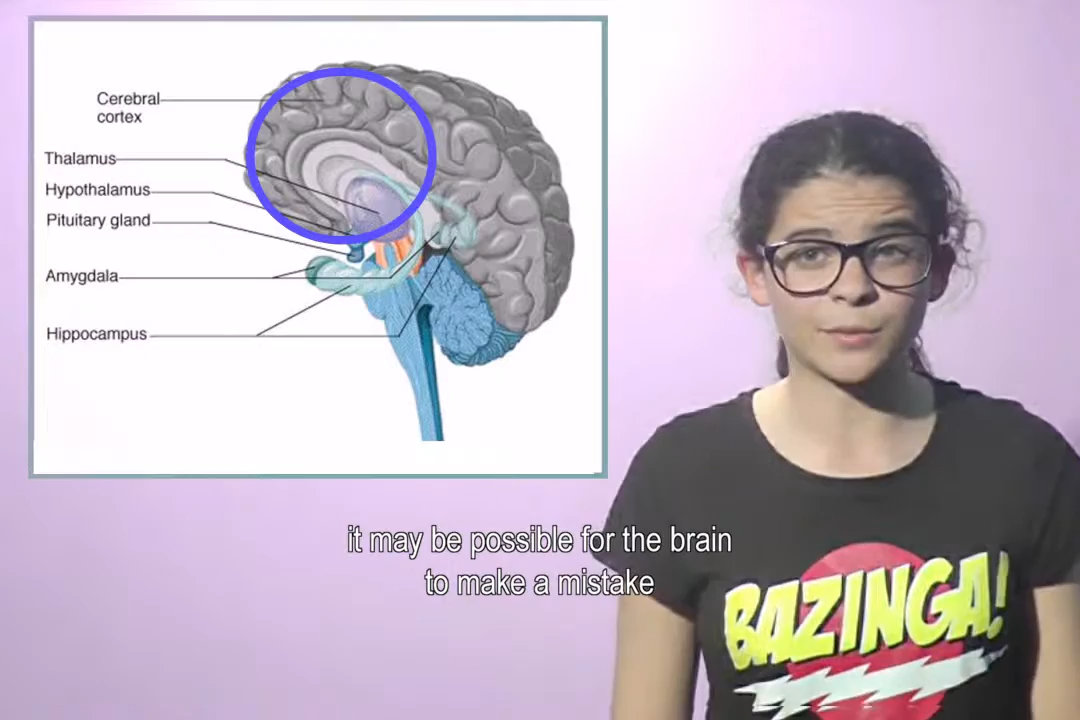 Cerebral
cortex
Thalamus
Hypothalamus
Pituitary gland
Amygdala
Hippocampus
it may be possible for the brain
to make a mistake
BAZINGA!